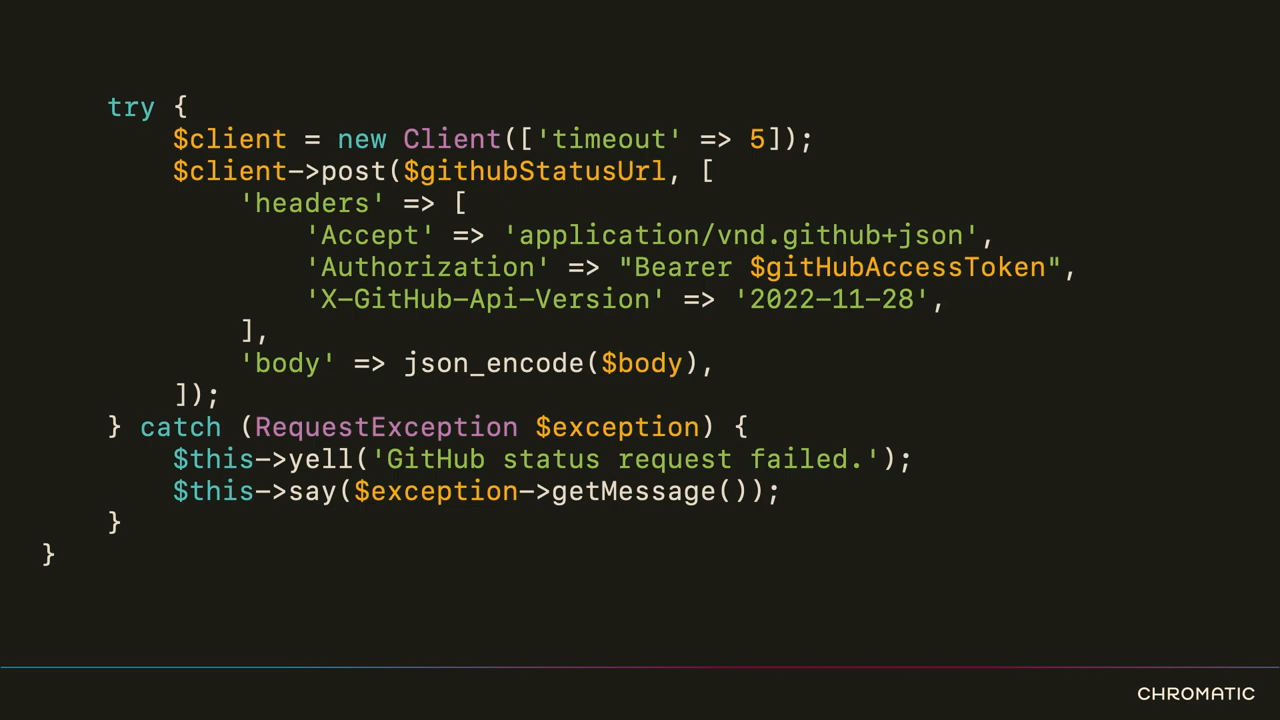 try {
$client = new Client(['timeout' => 5]);
$client->post($githubStatusUrl, [
'headers' => [
'Accept' => 'application/vnd.github+json',
'Authorization' => "Bearer $gitHubAccessToken",
'X-GitHub-Api-Version' => '2022-11-28',
],
'body' => json_encode($body),
]);
} catch (RequestException $exception) {
$this->yell('GitHub status request failed.');
$this->say($exception->getMessage());
}
}
CHROMATIC